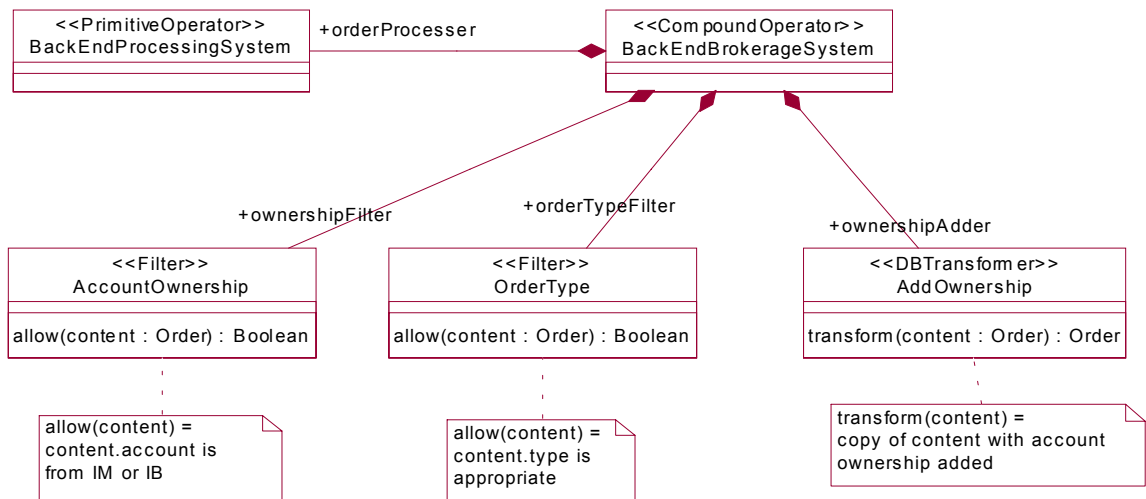 <<PrimitiveOperator>>
BackEndProcessingSystem
+orderProcesser
<<CompoundOperator>>
BackEndBrokerageSystem
+ownershipFilter
+orderTypeFilter
+ownershipAdder
<<Filter>>
AccountOwnership
allow(content : Order) : Boolean
<<Filter>>
OrderType
allow(content : Order) : Boolean
<<DBTransformer>>
AddOwnership
transform(content : Order) : Order
allow(content) =
content.account is
from IM or IB
allow(content) =
content.type is
appropriate
transform(content) =
copy of content with account
ownership added